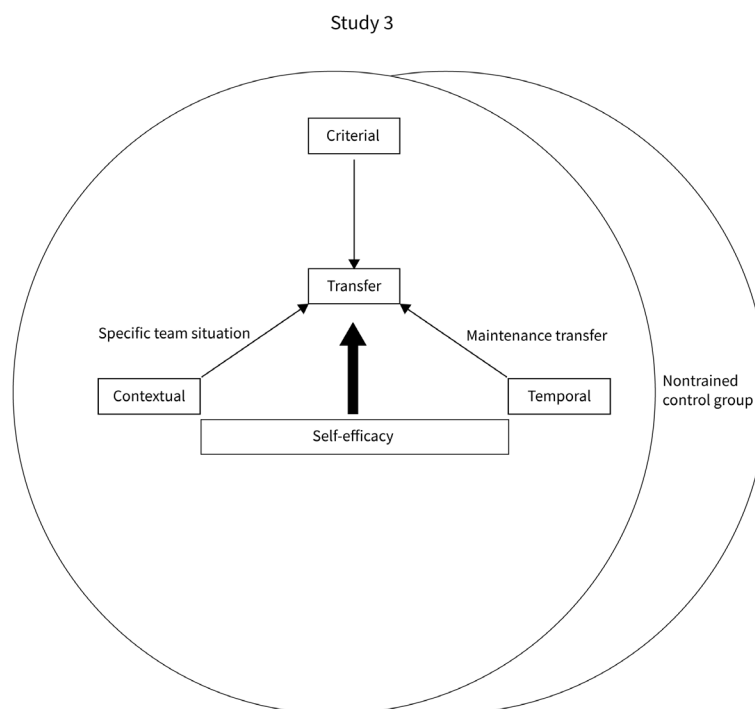 Study 3
Criterial
Transfer
Specific team situation
Maintenance transfer
Contextual
Temporal
Nontrained
control group
Self-efficacy